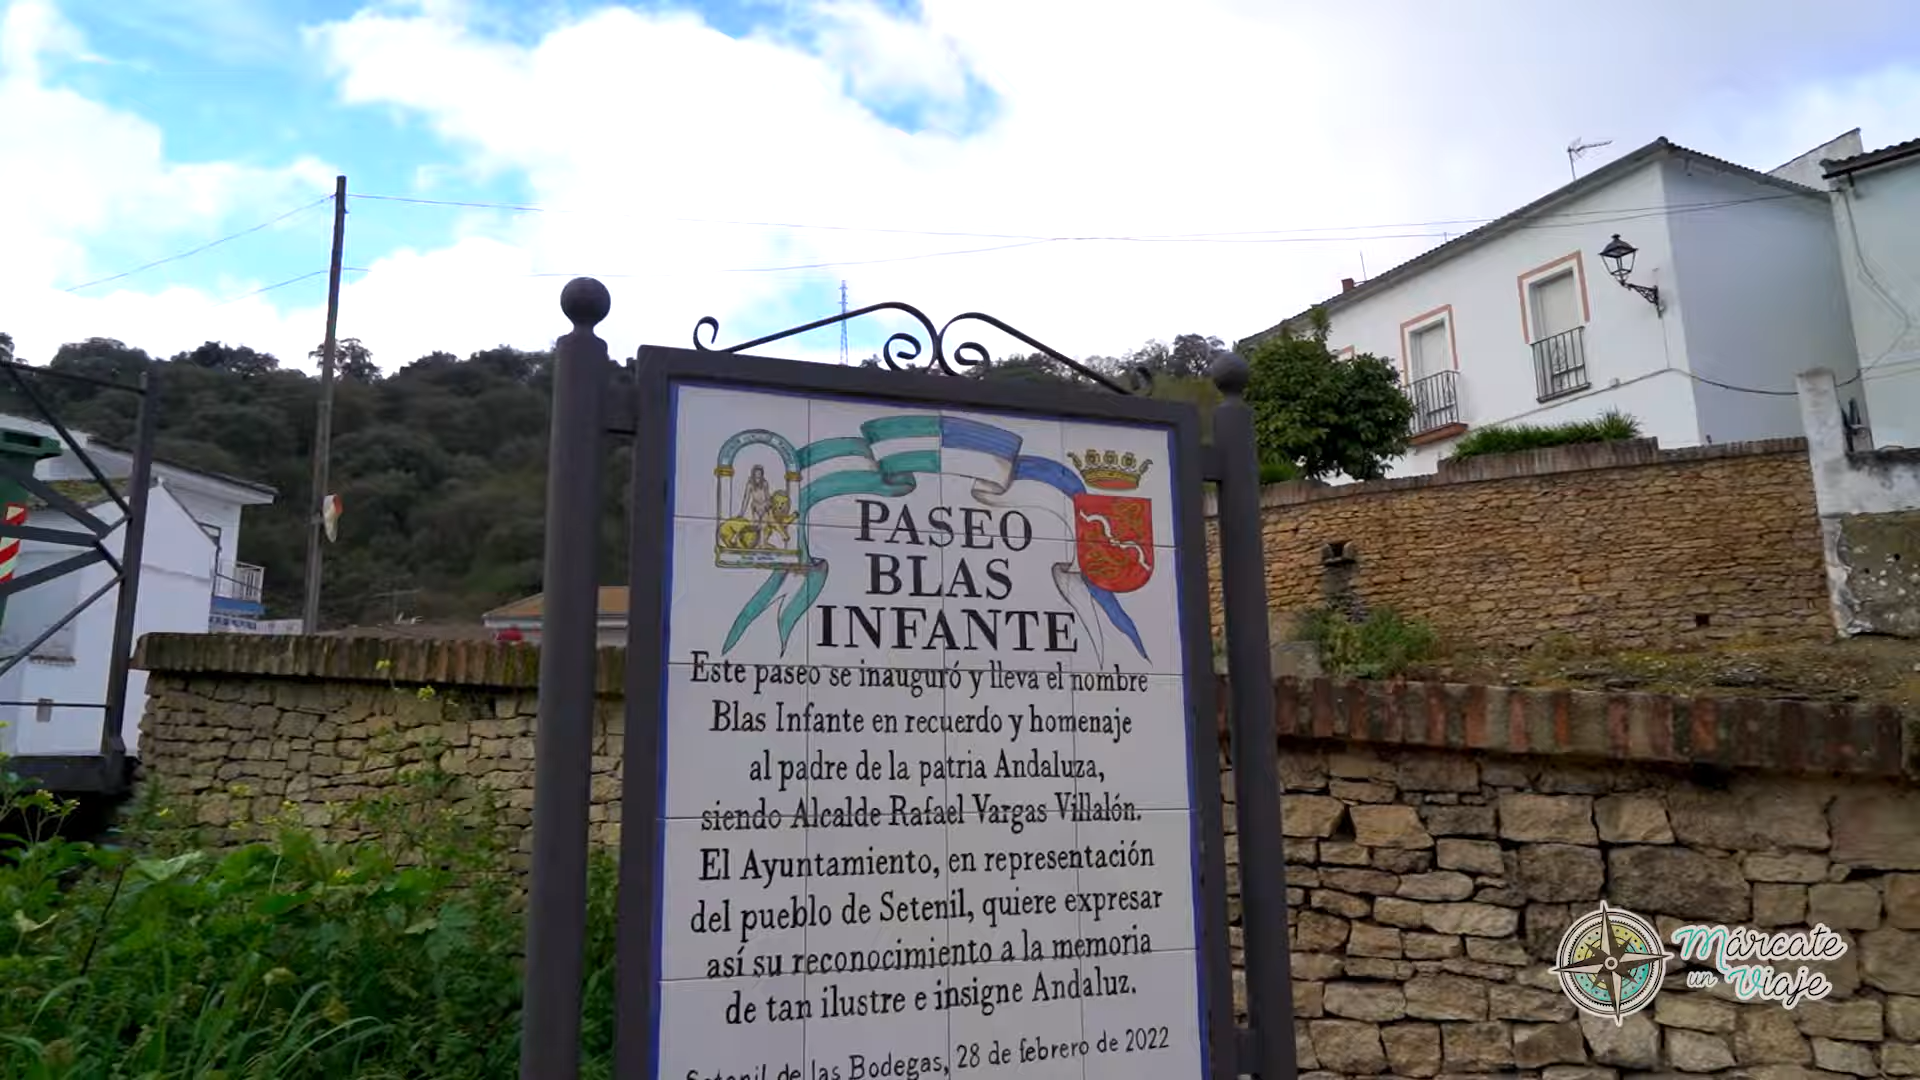 PASEO
BLAS
INFANTE
Este paseo se inauguró y lleva el nombre
Blas Infante en recuerdo y homenaje
al padre de la patria Andaluza,
siendo Alcalde Rafael Vargas Villalón.
El Ayuntamiento, en representación
del pueblo de Setenil, quiere expresar
así su reconocimiento a la memoria
de tan ilustre e insigne Andaluz.
Setenil de las Bodegas, 28 de febrero de 2022
Márcate
un Viaje